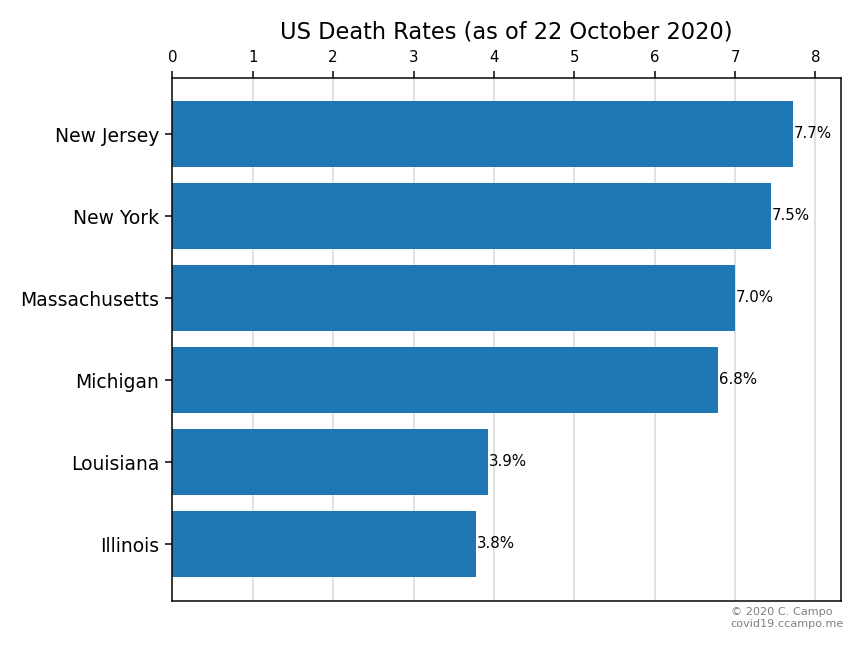 US Death Rates (as of 22 October 2020)
0 1 2 3 4 5 6 7 8
New Jersey 7.7%
New York 7.5%
Massachusetts 7.0%
Michigan 6.8%
Louisiana 3.9%
Illinois 3.8%
© 2020 C. Campo
covid19.ccampo.me